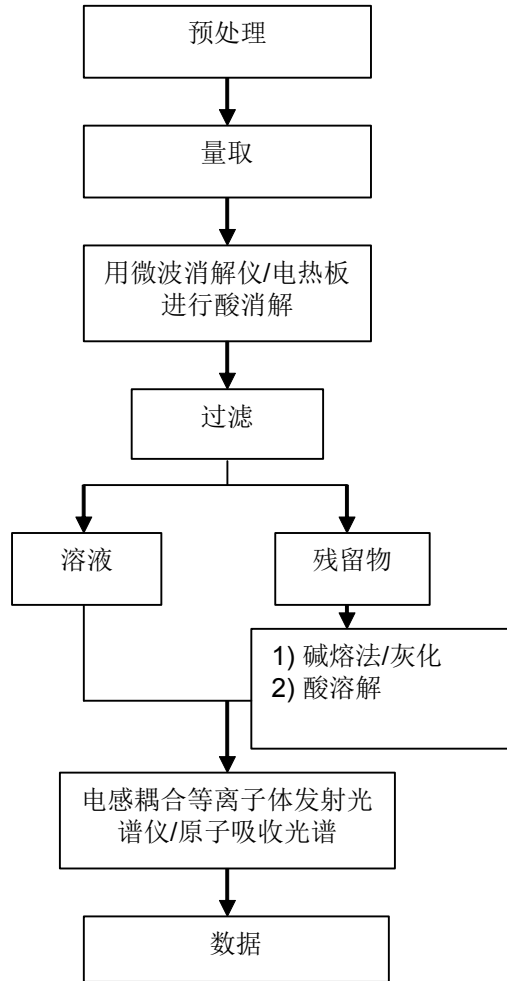 预处理
量取
用微波消解仪/电热板
进行酸消解
过滤
溶液
残留物
1) 碱熔法/灰化
2) 酸溶解
电感耦合等离子体发射光
谱仪/原子吸收光谱
数据